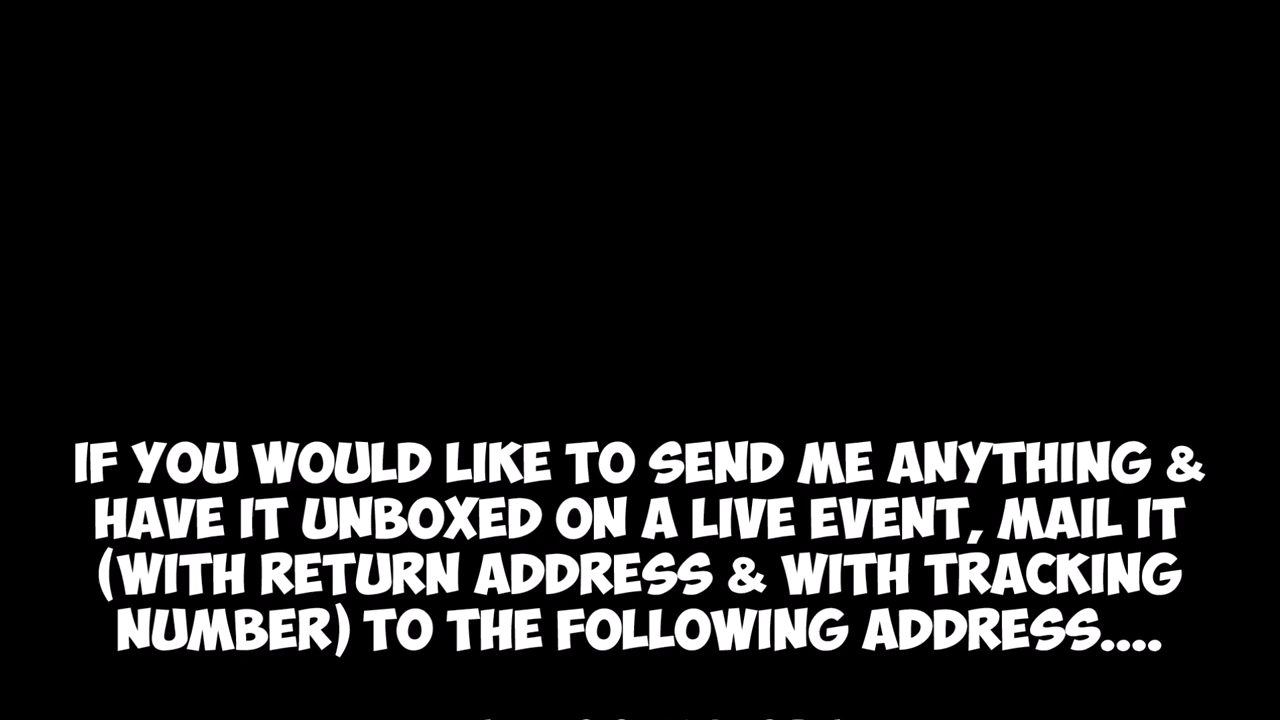 IF YOU WOULD LIKE TO SEND ME ANYTHING &
HAVE IT UNBOXED ON A LIVE EVENT, MAIL IT
(WITH RETURN ADDRESS & WITH TRACKING
NUMBER) TO THE FOLLOWING ADDRESS....